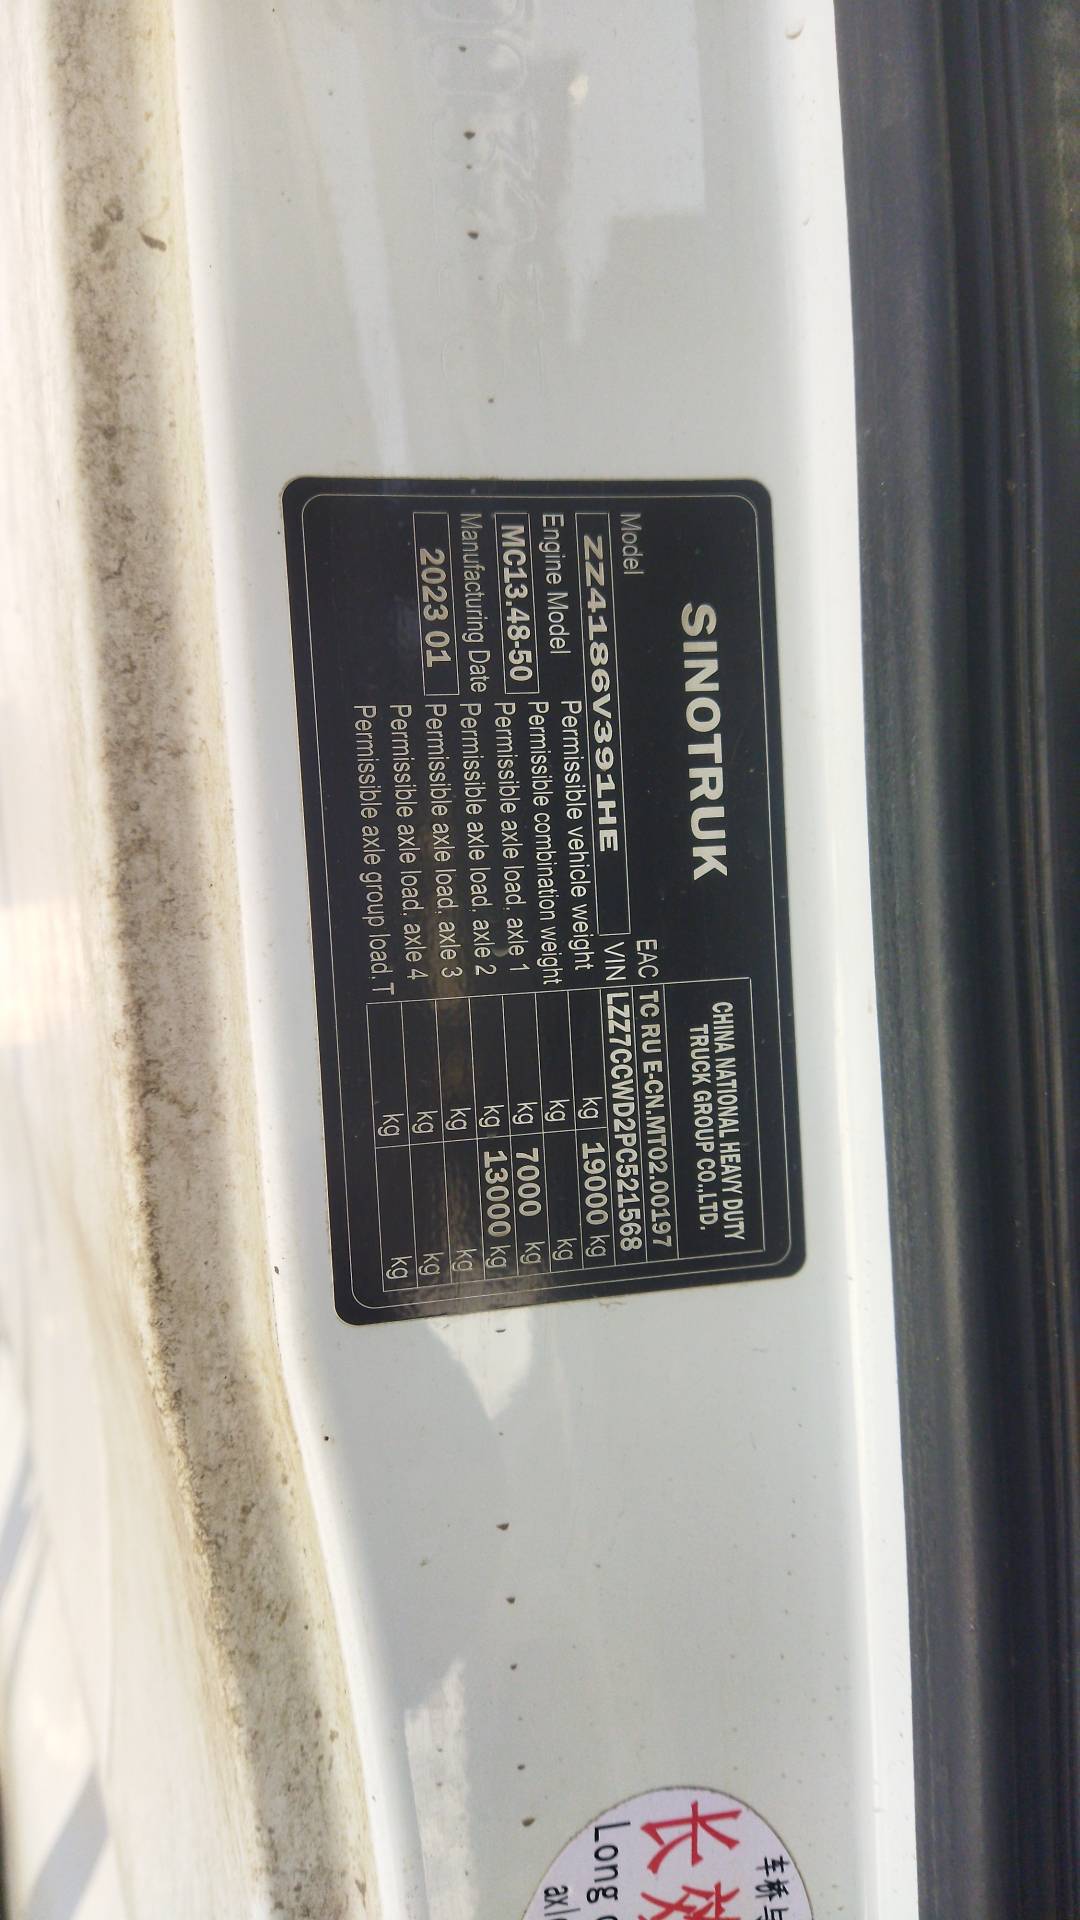 SINOTRUK
CHINA NATIONAL HEAVY DUTY
TRUCK GROUP CO.,LTD.
Model
EAC TC RU E-CN.MT02.00197
ZZ4186V391HE
VIN LZZ7CCWD2PC521568
Engine Model
Permissible vehicle weight kg 19000 kg
MC13.48-50
Permissible combination weight kg kg
Permissible axle load, axle 1 kg 7000 kg
Manufacturing Date
Permissible axle load, axle 2 kg 13000 kg
2023 01
Permissible axle load, axle 3 kg kg
Permissible axle load, axle 4 kg kg
Permissible axle group load, T kg kg
车桥
长效
Long